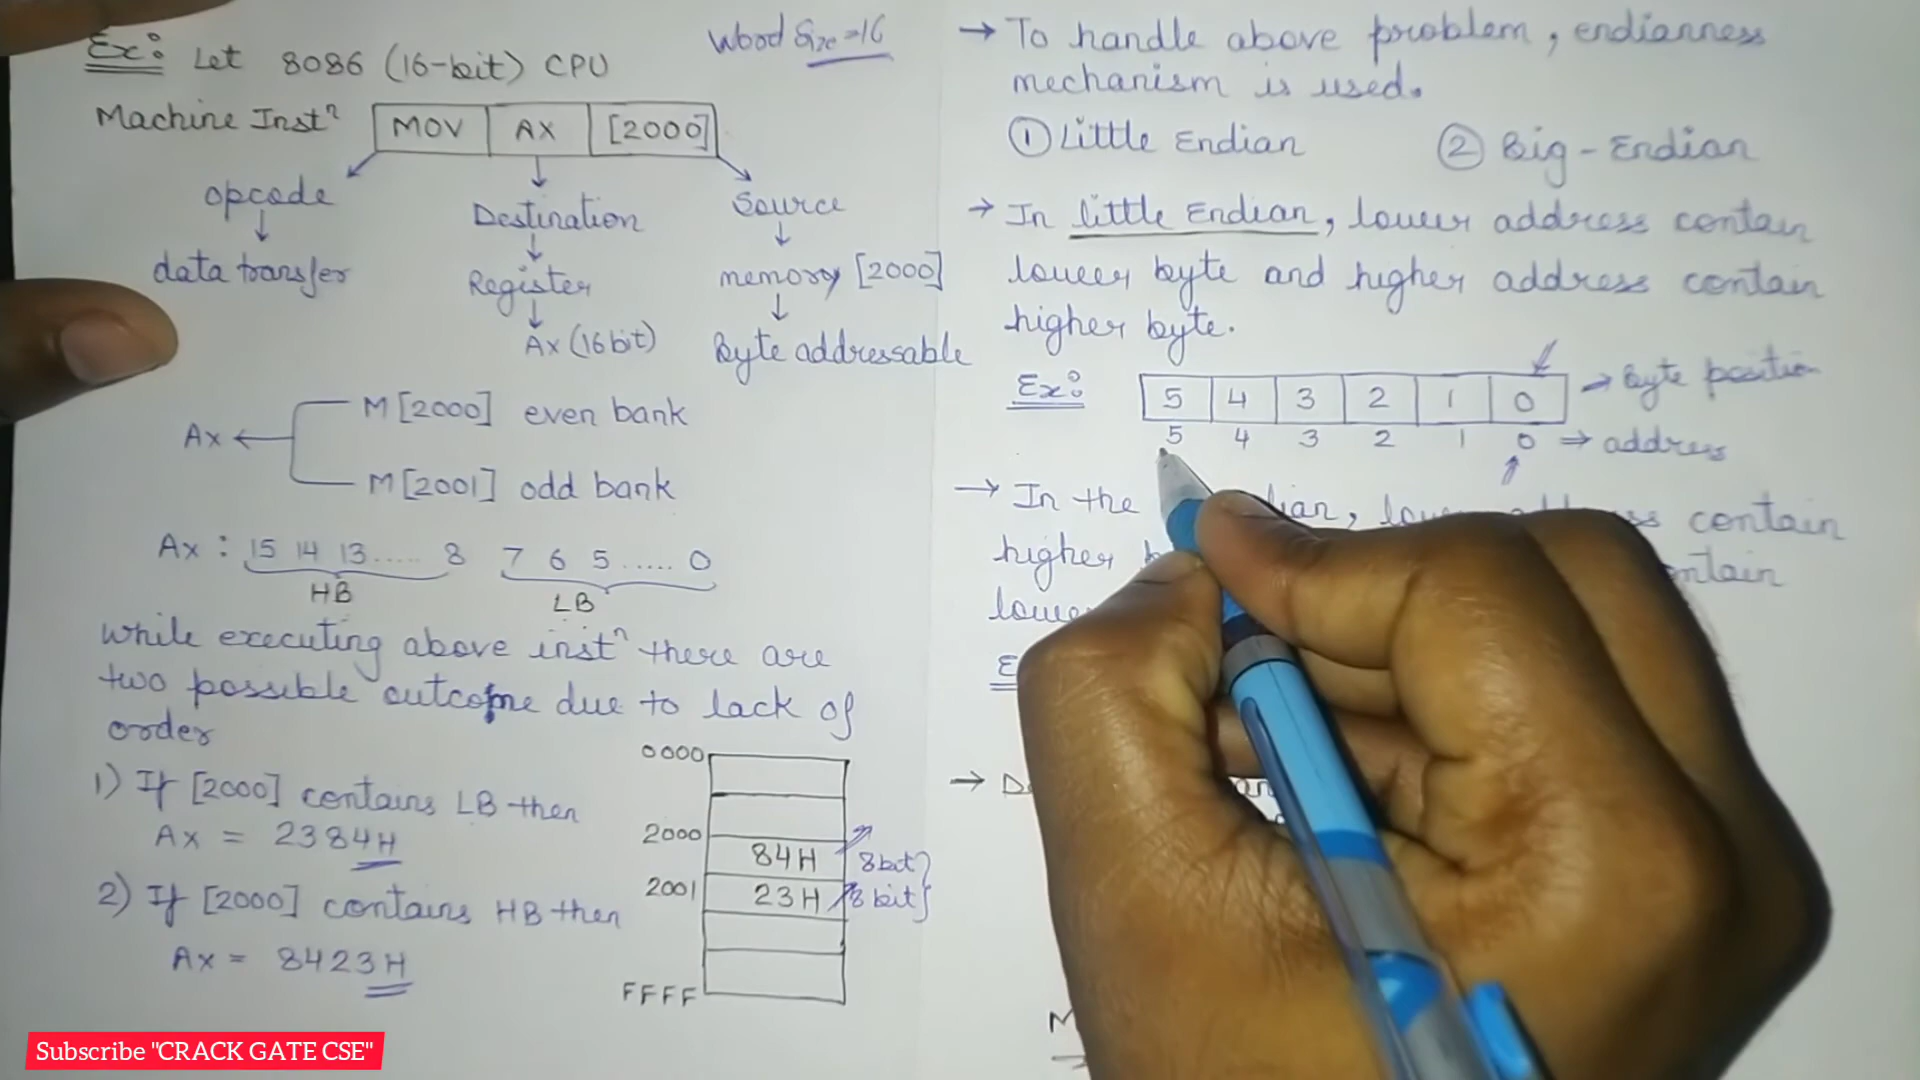 Ex: Let 8086 (16-bit) CPU
Word Size=16
Machine Instⁿ MOV AX [2000]
opcode Destination Source
data transfer Register memory [2000]
Ax (16bit) Byte addressable
Ax ← M[2000] even bank
M[2001] odd bank
Ax : 15 14 13..... 8 7 6 5..... 0
HB LB
while executing above instⁿ there are
two possible outcome due to lack of
order
1) If [2000] contains LB then
Ax = 2384H
2) If [2000] contains HB then
Ax = 8423H
0000
2000
84H 8bit
2001 23H 8bit
FFFF
→ To handle above problem, endianness
mechanism is used.
① Little Endian ② Big-Endian
→ In little Endian, lower address contain
lower byte and higher address contain
higher byte.
Ex: 5 4 3 2 1 0 → Byte position
5 4 3 2 1 0 ⇒ address
→ In the contain
higher
Subscribe "CRACK GATE CSE"